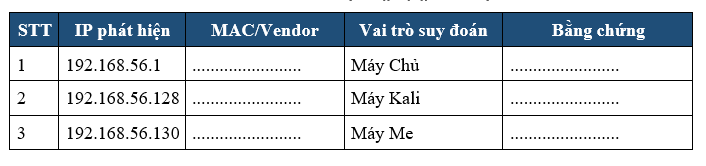 STT IP phát hiện MAC/Vendor Vai trò suy đoán Bằng chứng
1 192.168.56.1 ........................ Máy Chủ ........................
2 192.168.56.128 ........................ Máy Kali ........................
3 192.168.56.130 ........................ Máy Me ........................